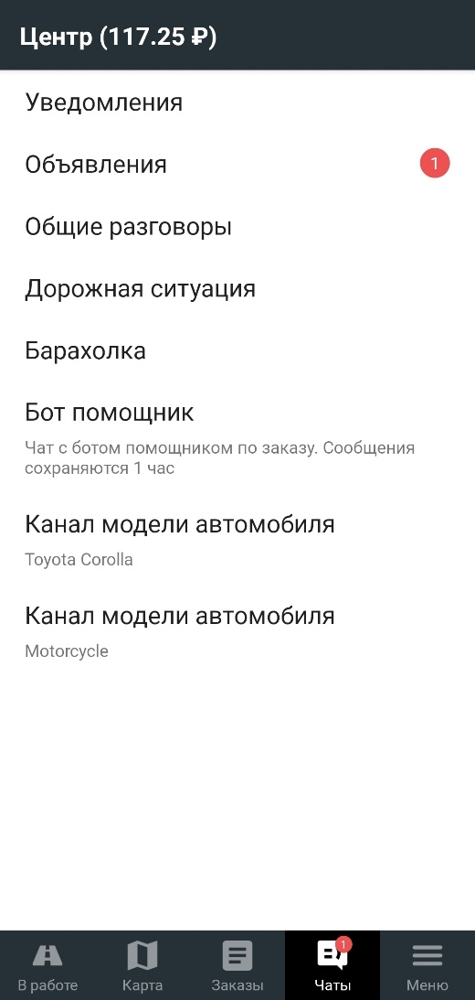 Центр (117.25 ₽)
Уведомления
Объявления
1
Общие разговоры
Дорожная ситуация
Барахолка
Бот помощник
Чат с ботом помощником по заказу. Сообщения
сохраняются 1 час
Канал модели автомобиля
Toyota Corolla
Канал модели автомобиля
Motorcycle
1
В работе
Карта
Заказы
Чаты
Меню